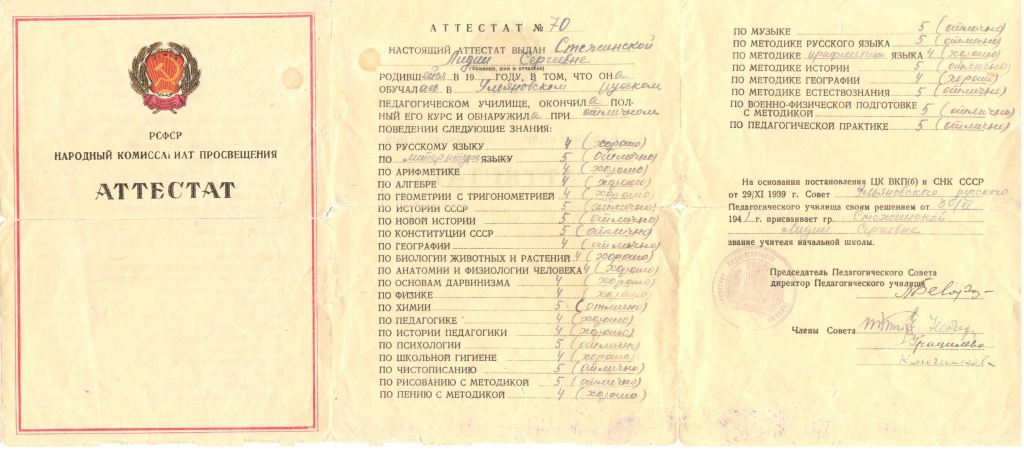 РСФСР
НАРОДНЫЙ КОМИССАРИАТ ПРОСВЕЩЕНИЯ
АТТЕСТАТ
АТТЕСТАТ № 70
НАСТОЯЩИЙ АТТЕСТАТ ВЫДАН Стежинской
Лидии Сергеевне
(фамилия, имя и отчество)
РОДИВШейся В 19 ГОДУ, В ТОМ, ЧТО ОНа
ОБУЧАЛась В Ульяновском русском
ПЕДАГОГИЧЕСКОМ УЧИЛИЩЕ, ОКОНЧИЛа ПОЛ-
НЫЙ ЕГО КУРС И ОБНАРУЖИЛа ПРИ отличном
ПОВЕДЕНИИ СЛЕДУЮЩИЕ ЗНАНИЯ:
ПО РУССКОМУ ЯЗЫКУ 4 (хорошо)
ПО литературе ЯЗЫКУ 5 (отлично)
ПО АРИФМЕТИКЕ 4 (хорошо)
ПО АЛГЕБРЕ 4 (хорошо)
ПО ГЕОМЕТРИИ С ТРИГОНОМЕТРИЕЙ 4 (хорошо)
ПО ИСТОРИИ СССР 5 (отлично)
ПО НОВОЙ ИСТОРИИ 5 (отлично)
ПО КОНСТИТУЦИИ СССР 5 (отлично)
ПО ГЕОГРАФИИ 4 (отлично)
ПО БИОЛОГИИ ЖИВОТНЫХ И РАСТЕНИЙ 4 (хорошо)
ПО АНАТОМИИ И ФИЗИОЛОГИИ ЧЕЛОВЕКА 4 (хорошо)
ПО ОСНОВАМ ДАРВИНИЗМА 4 (хорошо)
ПО ФИЗИКЕ 4 хорошо)
ПО ХИМИИ 5 (отлично)
ПО ПЕДАГОГИКЕ 4 (хорошо)
ПО ИСТОРИИ ПЕДАГОГИКИ 4 (хорошо)
ПО ПСИХОЛОГИИ 5 (отлично)
ПО ШКОЛЬНОЙ ГИГИЕНЕ 4 (хорошо)
ПО ЧИСТОПИСАНИЮ 5 (отлично)
ПО РИСОВАНИЮ С МЕТОДИКОЙ 5 (отлично)
ПО ПЕНИЮ С МЕТОДИКОЙ 4 (хорошо)
ПО МУЗЫКЕ 5 (отлично)
ПО МЕТОДИКЕ РУССКОГО ЯЗЫКА 5 (отлично)
ПО МЕТОДИКЕ арифметики ЯЗЫКА 4 (хорошо)
ПО МЕТОДИКЕ ИСТОРИИ 5 (отлично)
ПО МЕТОДИКЕ ГЕОГРАФИИ 4 (хорошо)
ПО МЕТОДИКЕ ЕСТЕСТВОЗНАНИЯ 5 (отлично)
ПО ВОЕННО-ФИЗИЧЕСКОЙ ПОДГОТОВКЕ
С МЕТОДИКОЙ 5 (отлично)
ПО ПЕДАГОГИЧЕСКОЙ ПРАКТИКЕ 5 (отлично)
На основании постановления ЦК ВКП(б) и СНК СССР
от 29/XI 1939 г. Совет Ульяновского русского
Педагогического училища своим решением от
194 г. присваивает гр. Стежинской
Лидии Сергеевне
звание учителя начальной школы.
Председатель Педагогического Совета
директор Педагогического училища
Члены Совета